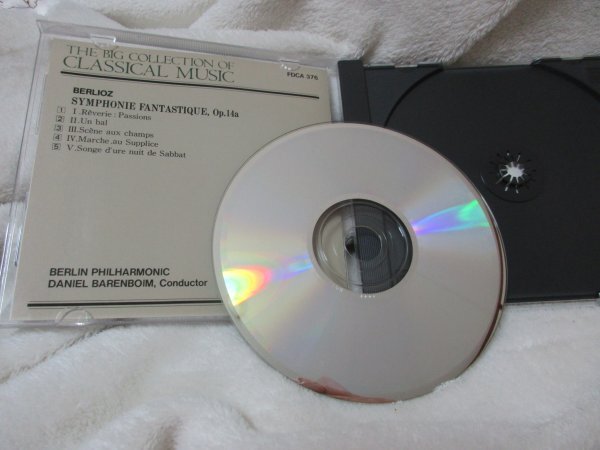 THE BIG COLLECTION OF
CLASSICAL MUSIC
FDCA 376
BERLIOZ
SYMPHONIE FANTASTIQUE, Op.14a
1 I.Rêverie: Passions
2 II.Un bal
3 III.Scène aux champs
4 IV.Marche au Supplice
5 V.Songe d'ure nuit de Sabbat
BERLIN PHILHARMONIC
DANIEL BARENBOIM, Conductor